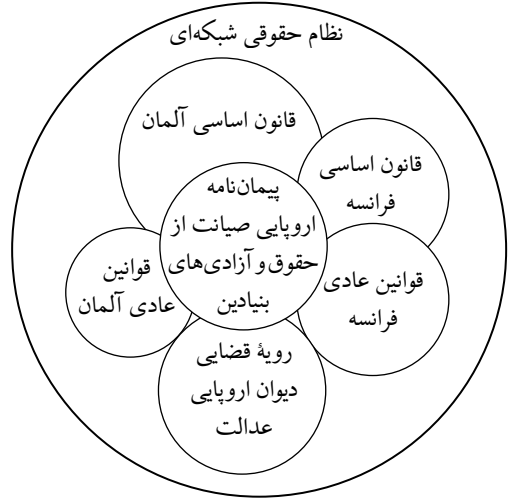 نظام حقوقی شبکه‌ای
قانون اساسی آلمان
قانون اساسی
فرانسه
پیمان‌نامه
اروپایی صیانت از
حقوق و آزادی‌های
بنیادین
قوانین عادی
فرانسه
قوانین
عادی آلمان
رویهٔ قضایی
دیوان اروپایی
عدالت